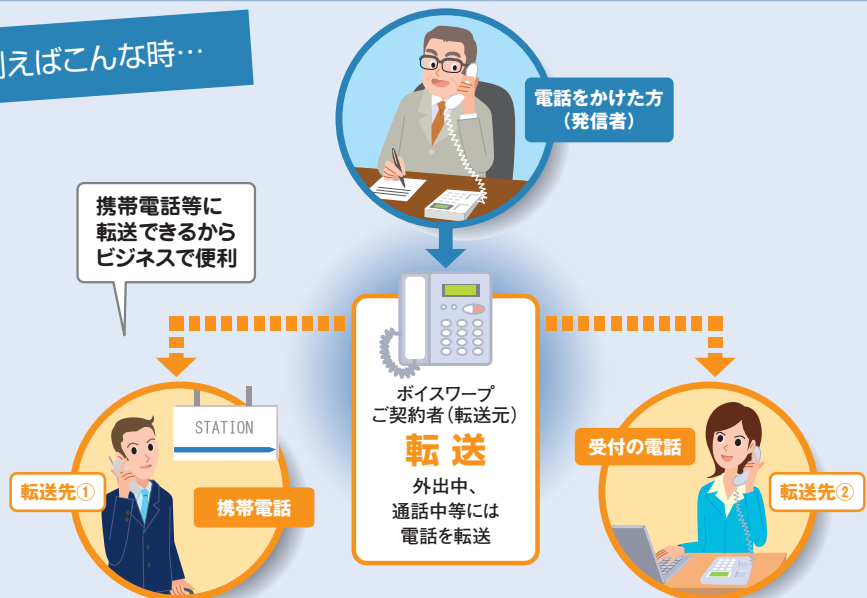 えばこんな時…
電話をかけた方
（発信者）
携帯電話等に
転送できるから
ビジネスで便利
ボイスワープ
ご契約者（転送元）
転送
外出中、
通話中等には
電話を転送
STATION
転送先①
携帯電話
受付の電話
転送先②